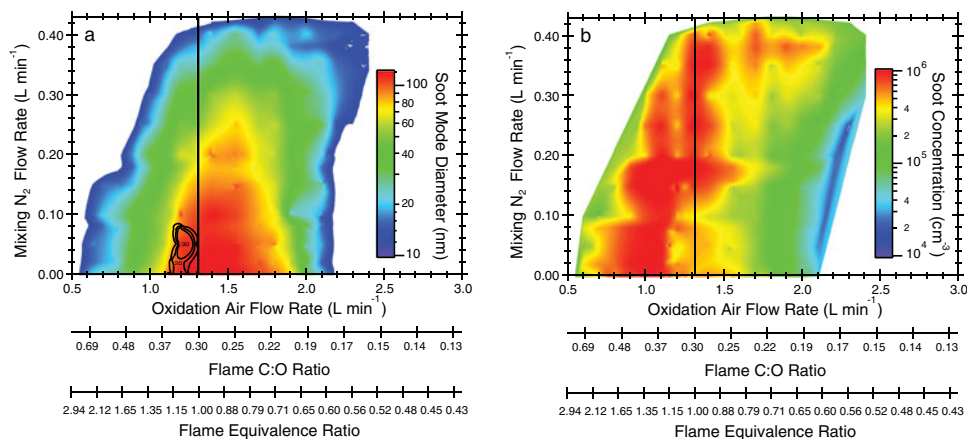 a
Mixing N₂ Flow Rate (L min⁻¹)
0.40
0.30
0.20
0.10
0.00
30
20
100
80
60
40
20
10
Soot Mode Diameter (nm)
0.5 1.0 1.5 2.0 2.5 3.0
Oxidation Air Flow Rate (L min⁻¹)
0.69 0.48 0.37 0.30 0.25 0.22 0.19 0.17 0.15 0.14 0.13
Flame C:O Ratio
2.94 2.12 1.65 1.35 1.15 1.00 0.88 0.79 0.71 0.65 0.60 0.56 0.52 0.48 0.45 0.43
Flame Equivalence Ratio
b
Mixing N₂ Flow Rate (L min⁻¹)
0.40
0.30
0.20
0.10
0.00
10⁶
4
2
10⁵
4
2
10⁴
Soot Concentration (cm⁻³)
0.5 1.0 1.5 2.0 2.5 3.0
Oxidation Air Flow Rate (L min⁻¹)
0.69 0.48 0.37 0.30 0.25 0.22 0.19 0.17 0.15 0.14 0.13
Flame C:O Ratio
2.94 2.12 1.65 1.35 1.15 1.00 0.88 0.79 0.71 0.65 0.60 0.56 0.52 0.48 0.45 0.43
Flame Equivalence Ratio